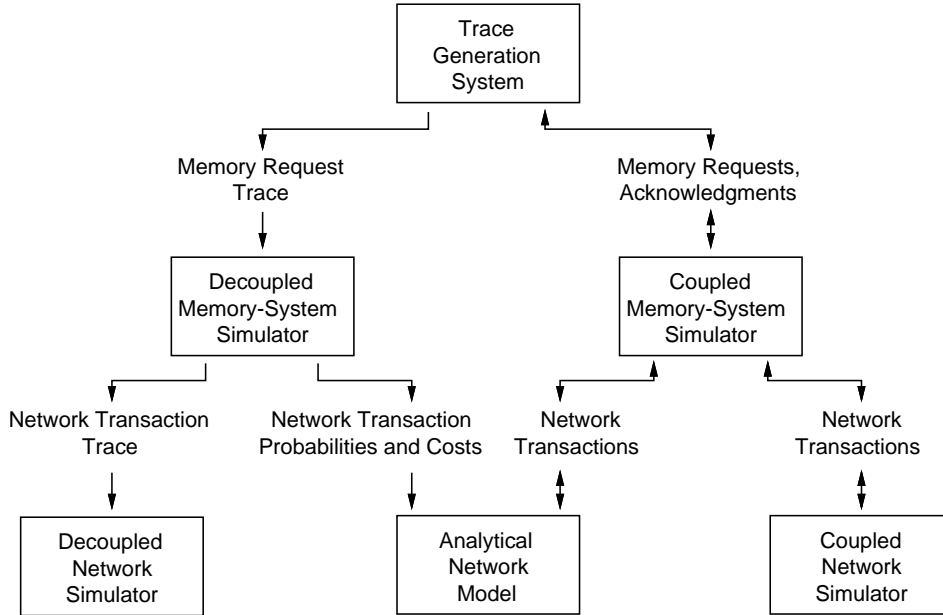 Trace
Generation
System
Memory Request
Trace
Memory Requests,
Acknowledgments
Decoupled
Memory-System
Simulator
Coupled
Memory-System
Simulator
Network Transaction
Trace
Network Transaction
Probabilities and Costs
Network
Transactions
Network
Transactions
Decoupled
Network
Simulator
Analytical
Network
Model
Coupled
Network
Simulator